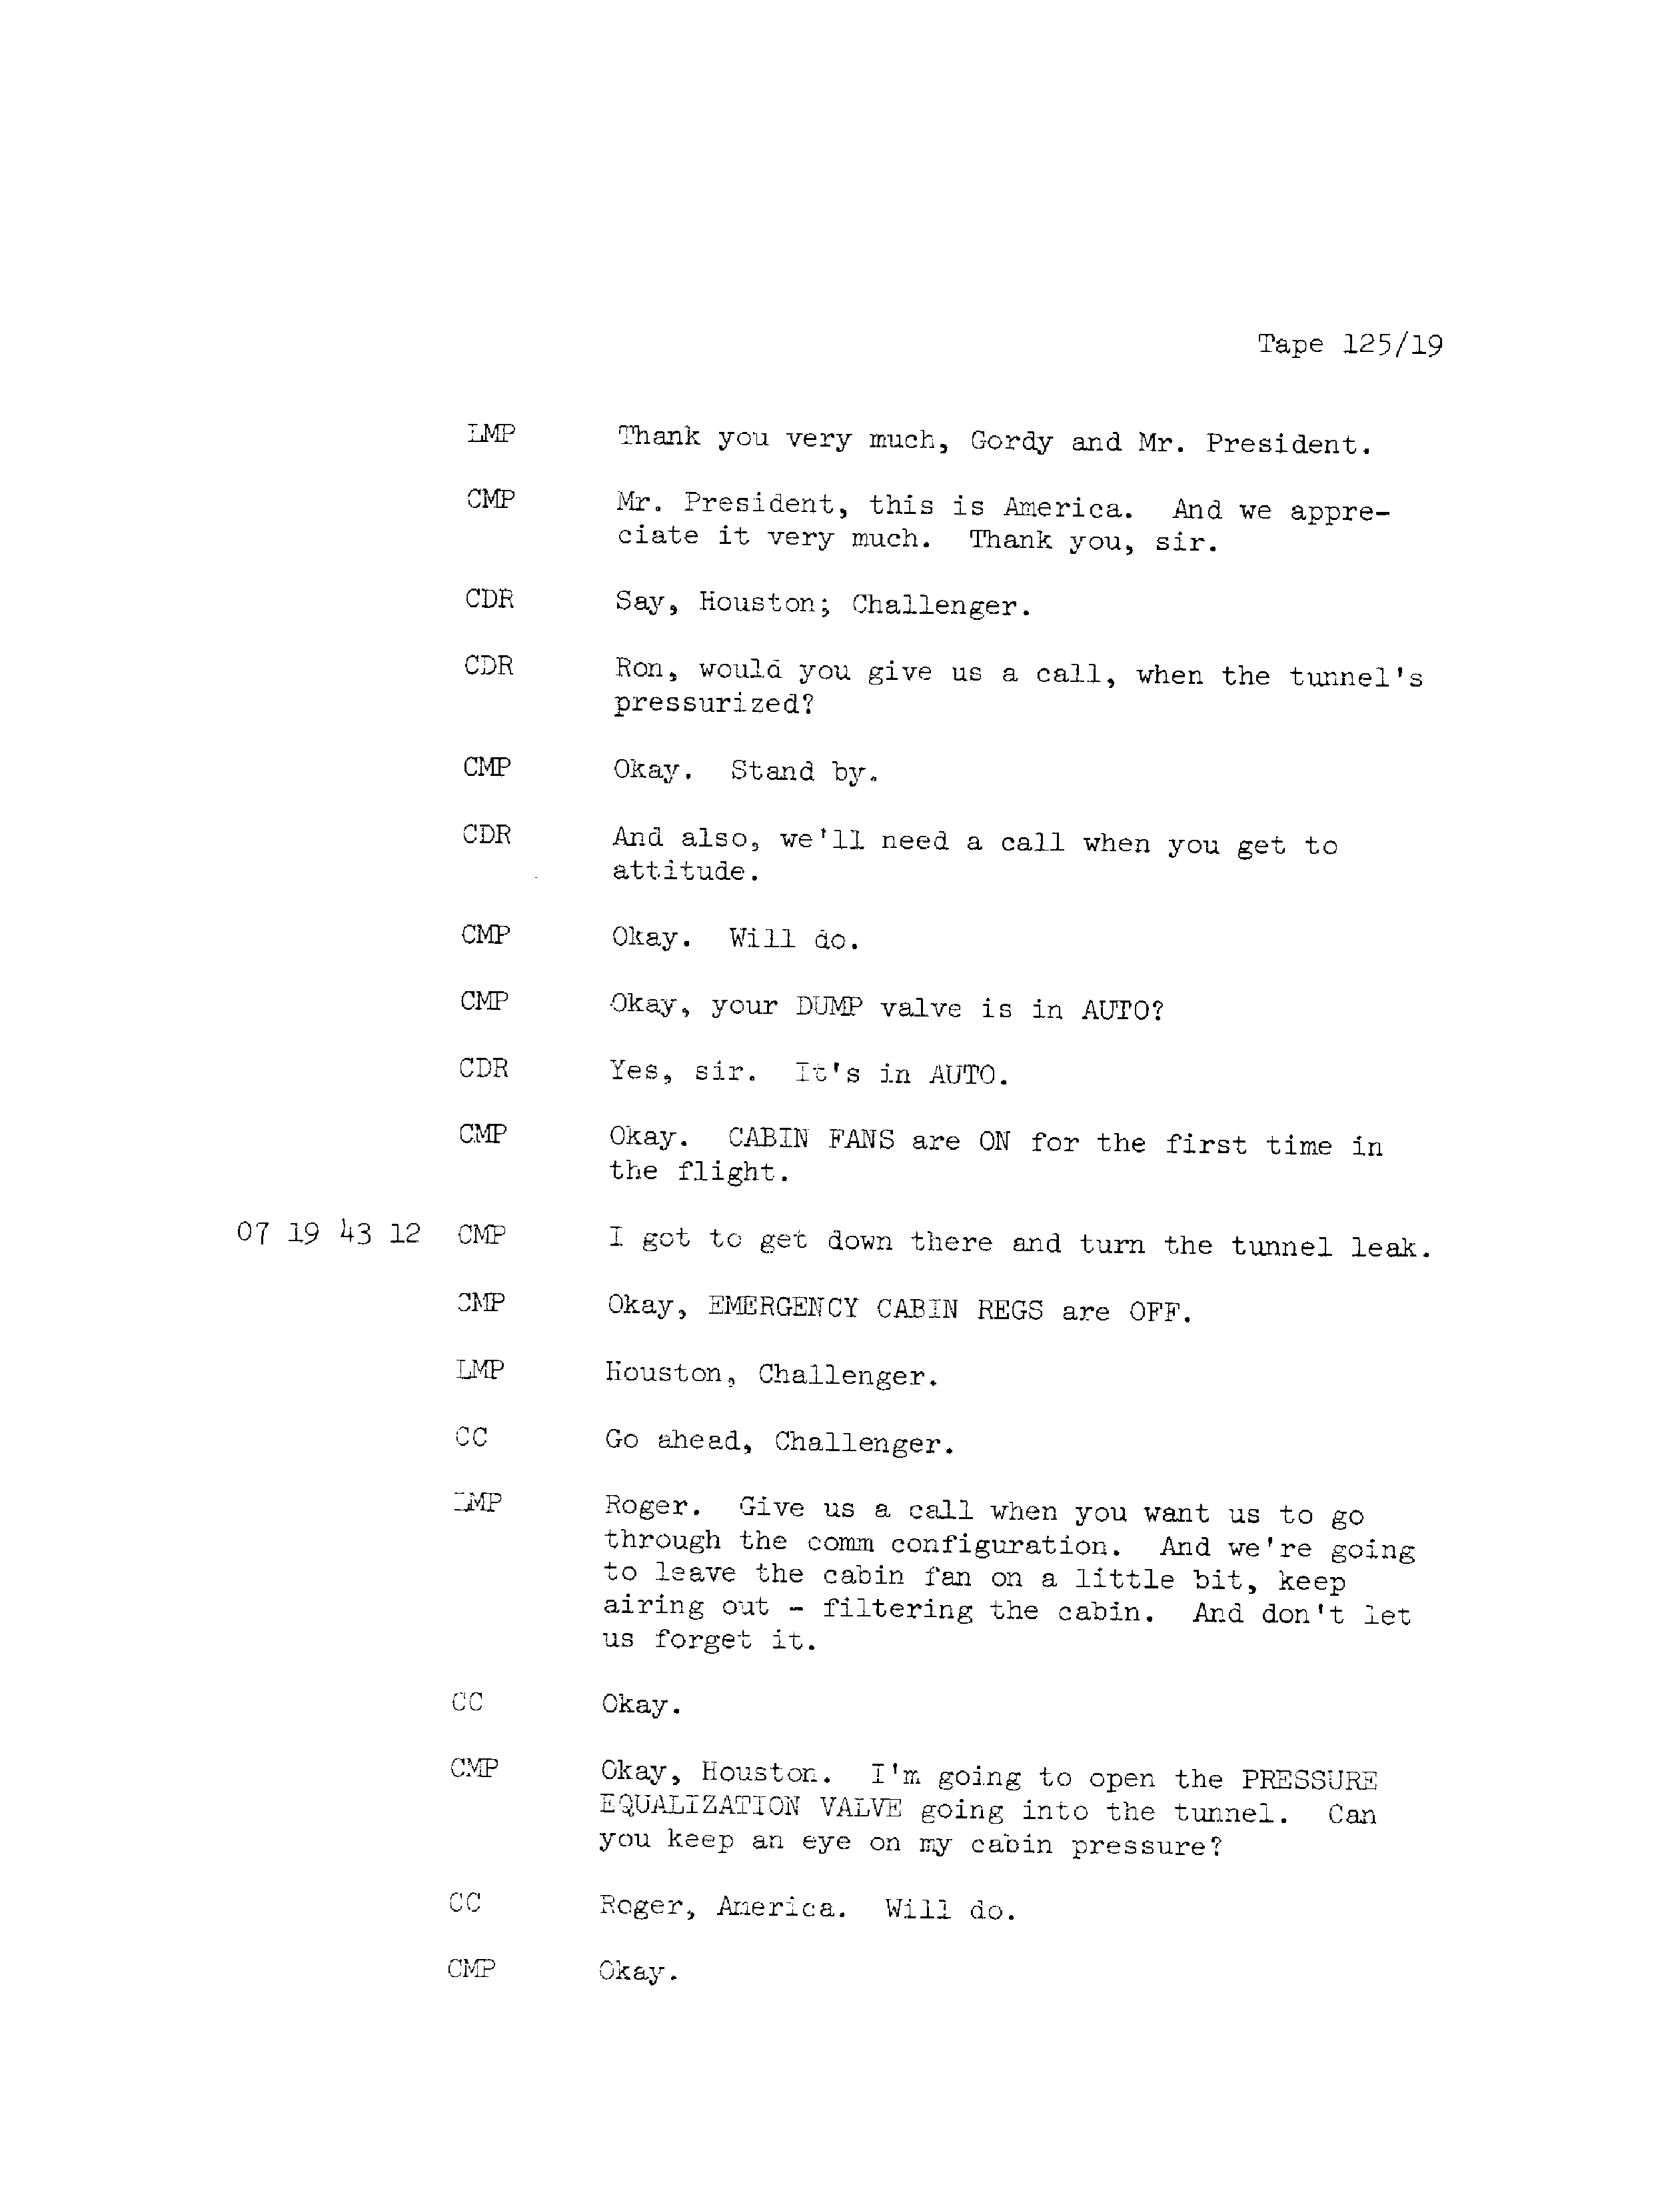 Tape 125/19
LMP Thank you very much, Gordy and Mr. President.
CMP Mr. President, this is America. And we appre-
ciate it very much. Thank you, sir.
CDR Say, Houston; Challenger.
CDR Ron, would you give us a call, when the tunnel's
pressurized?
CMP Okay. Stand by.
CDR And also, we'll need a call when you get to
attitude.
CMP Okay. Will do.
CMP Okay, your DUMP valve is in AUTO?
CDR Yes, sir. It's in AUTO.
CMP Okay. CABIN FANS are ON for the first time in
the flight.
07 19 43 12 CMP I got to get down there and turn the tunnel leak.
CMP Okay, EMERGENCY CABIN REGS are OFF.
LMP Houston, Challenger.
CC Go ahead, Challenger.
LMP Roger. Give us a call when you want us to go
through the comm configuration. And we're going
to leave the cabin fan on a little bit, keep
airing out - filtering the cabin. And don't let
us forget it.
CC Okay.
CMP Okay, Houston. I'm going to open the PRESSURE
EQUALIZATION VALVE going into the tunnel. Can
you keep an eye on my cabin pressure?
CC Roger, America. Will do.
CMP Okay.